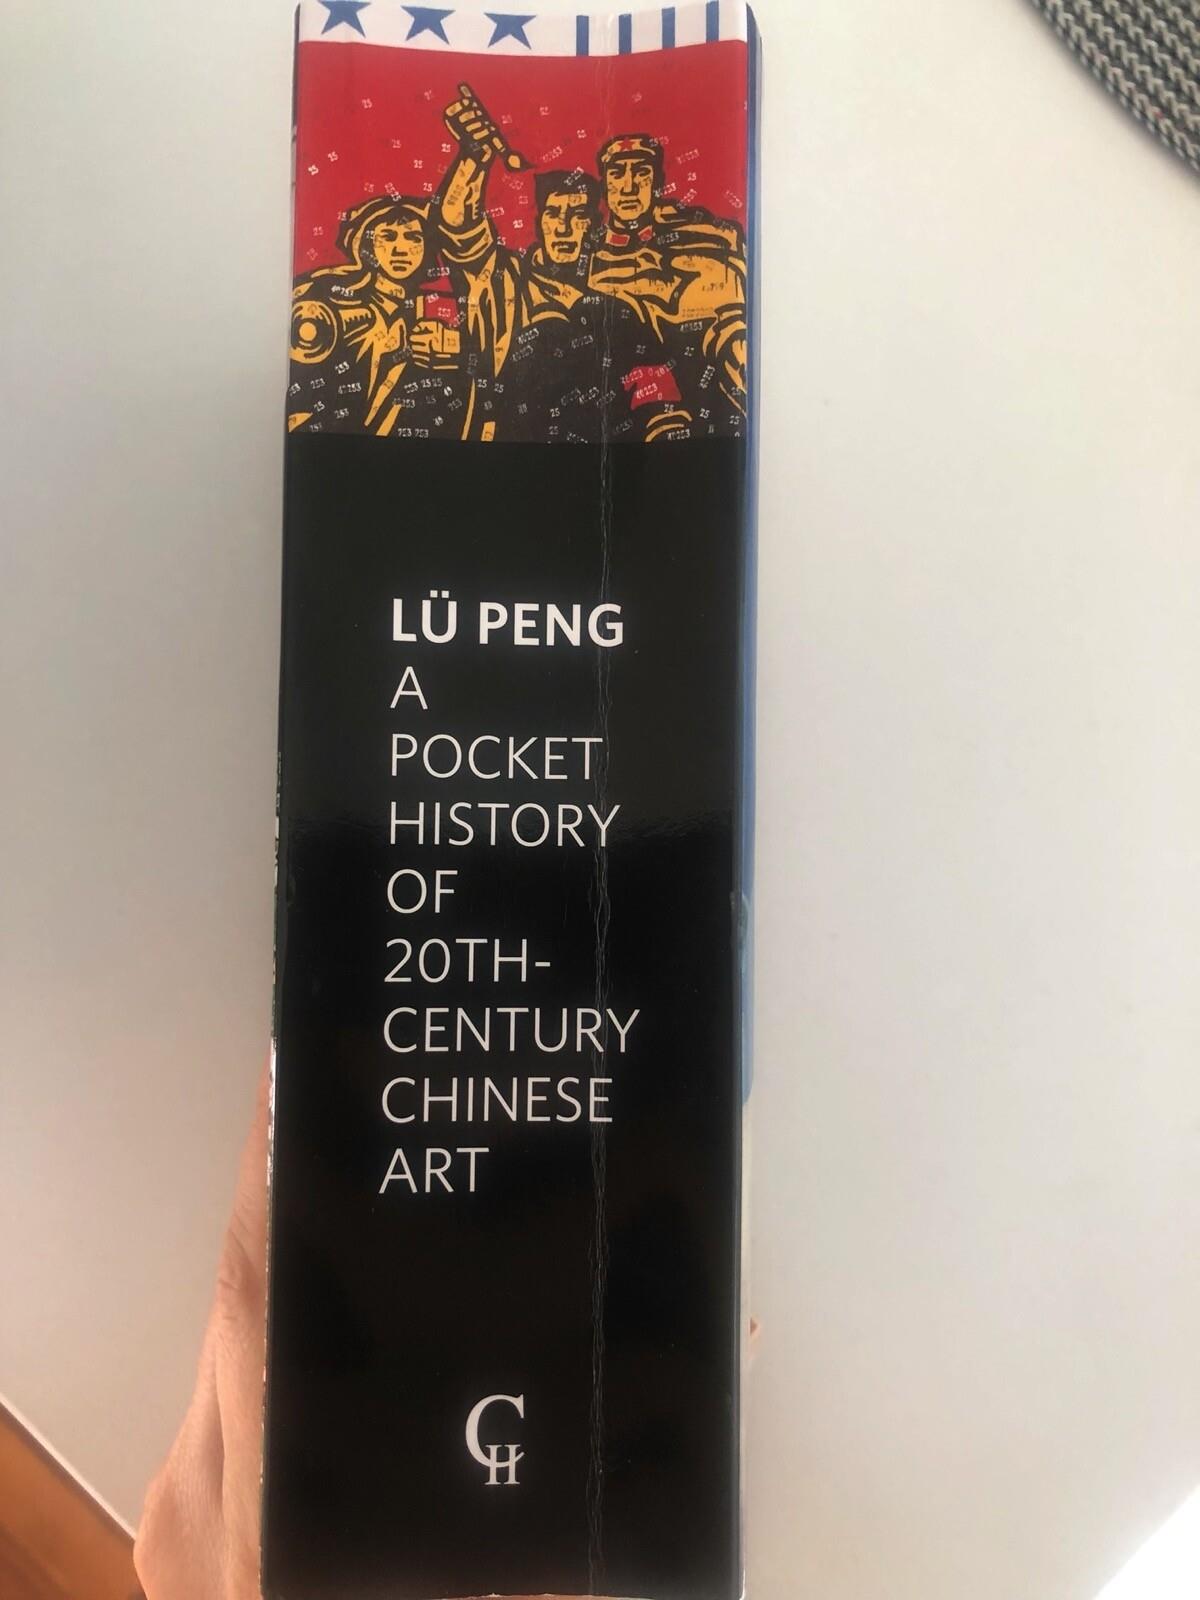 LÜ PENG
A
POCKET
HISTORY
OF
20TH-
CENTURY
CHINESE
ART
CH